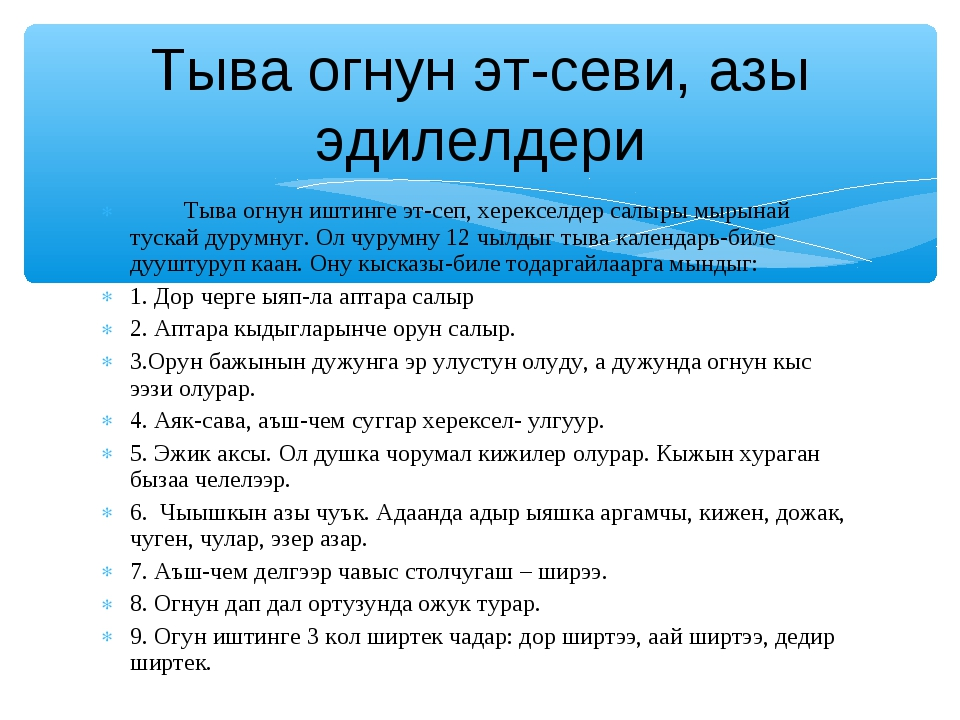 Тыва огнун эт-севи, азы
эдилелдери
Тыва огнун иштинге эт-сеп, херекселдер салыры мырынай
тускай дурумнуг. Ол чурумну 12 чылдыг тыва календарь-биле
дууштуруп каан. Ону кысказы-биле тодаргайлаарга мындыг:
1. Дор черге ыяп-ла аптара салыр
2. Аптара кыдыгларынче орун салыр.
3.Орун бажынын дужунга эр улустун олуду, а дужунда огнун кыс
ээзи олурар.
4. Аяк-сава, аъш-чем суггар херексел- улгуур.
5. Эжик аксы. Ол душка чорумал кижилер олурар. Кыжын хураган
бызаа челелээр.
6. Чыышкын азы чуък. Адаанда адыр ыяшка аргамчы, кижен, дожак,
чуген, чулар, эзер азар.
7. Аъш-чем делгээр чавыс столчугаш – ширээ.
8. Огнун дап дал ортузунда ожук турар.
9. Огун иштинге 3 кол ширтек чадар: дор ширтээ, аай ширтээ, дедир
ширтек.